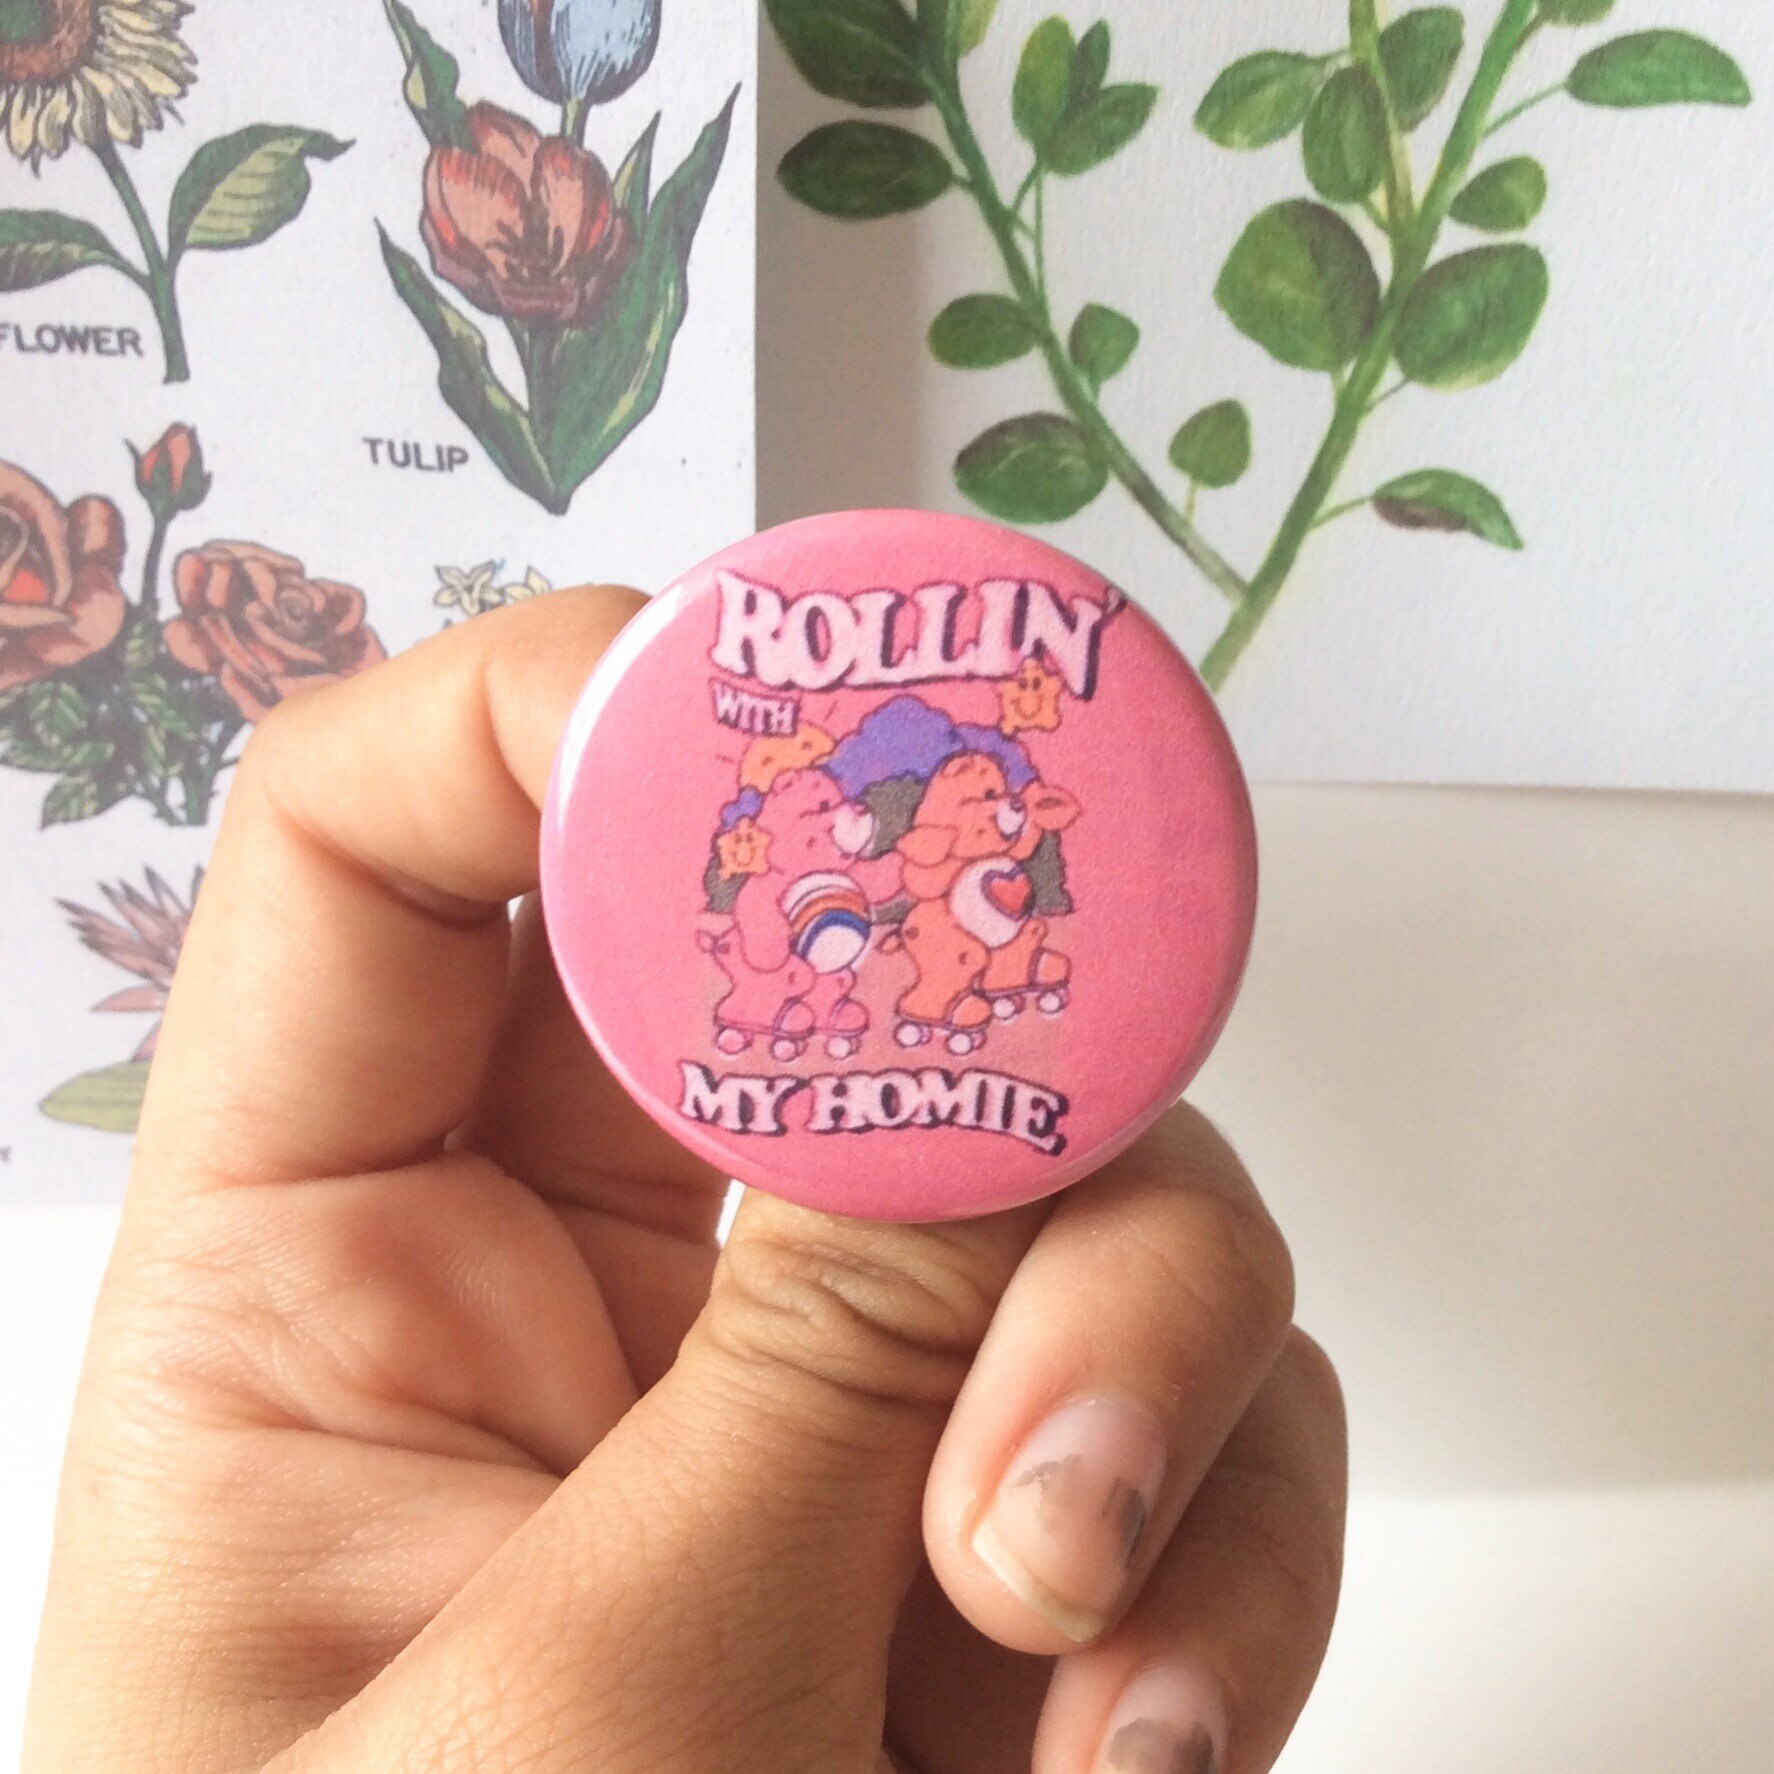 FLOWER
TULIP
ROLLIN'
WITH
MY HOMIE